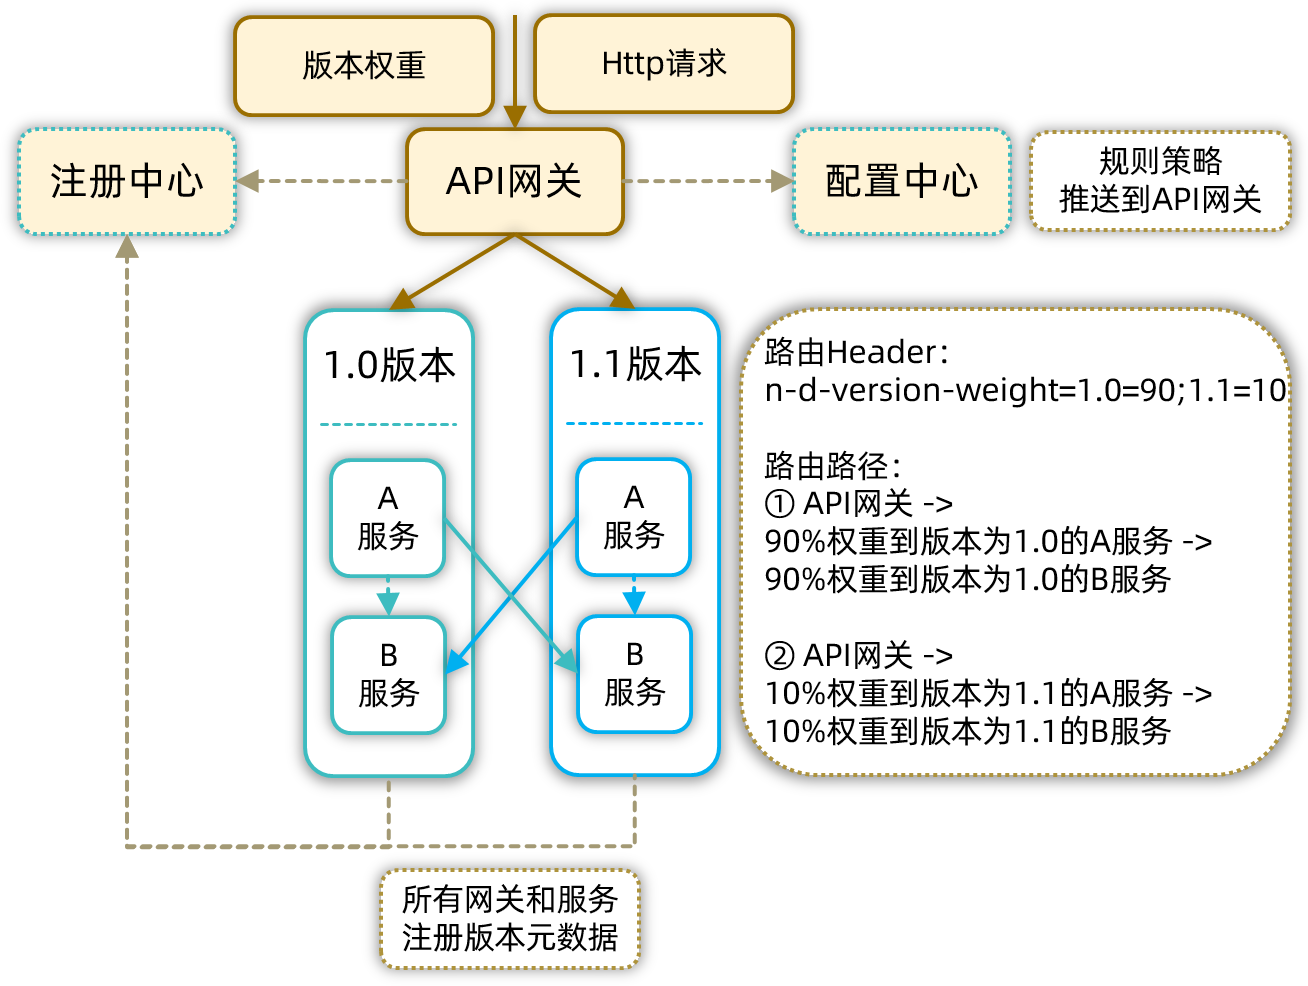 版本权重
Http请求
注册中心
API网关
配置中心
规则策略
推送到API网关
1.0版本
1.1版本
A
服务
A
服务
B
服务
B
服务
路由Header：
n-d-version-weight=1.0=90;1.1=10
路由路径：
① API网关 ->
90%权重到版本为1.0的A服务 ->
90%权重到版本为1.0的B服务
② API网关 ->
10%权重到版本为1.1的A服务 ->
10%权重到版本为1.1的B服务
所有网关和服务
注册版本元数据